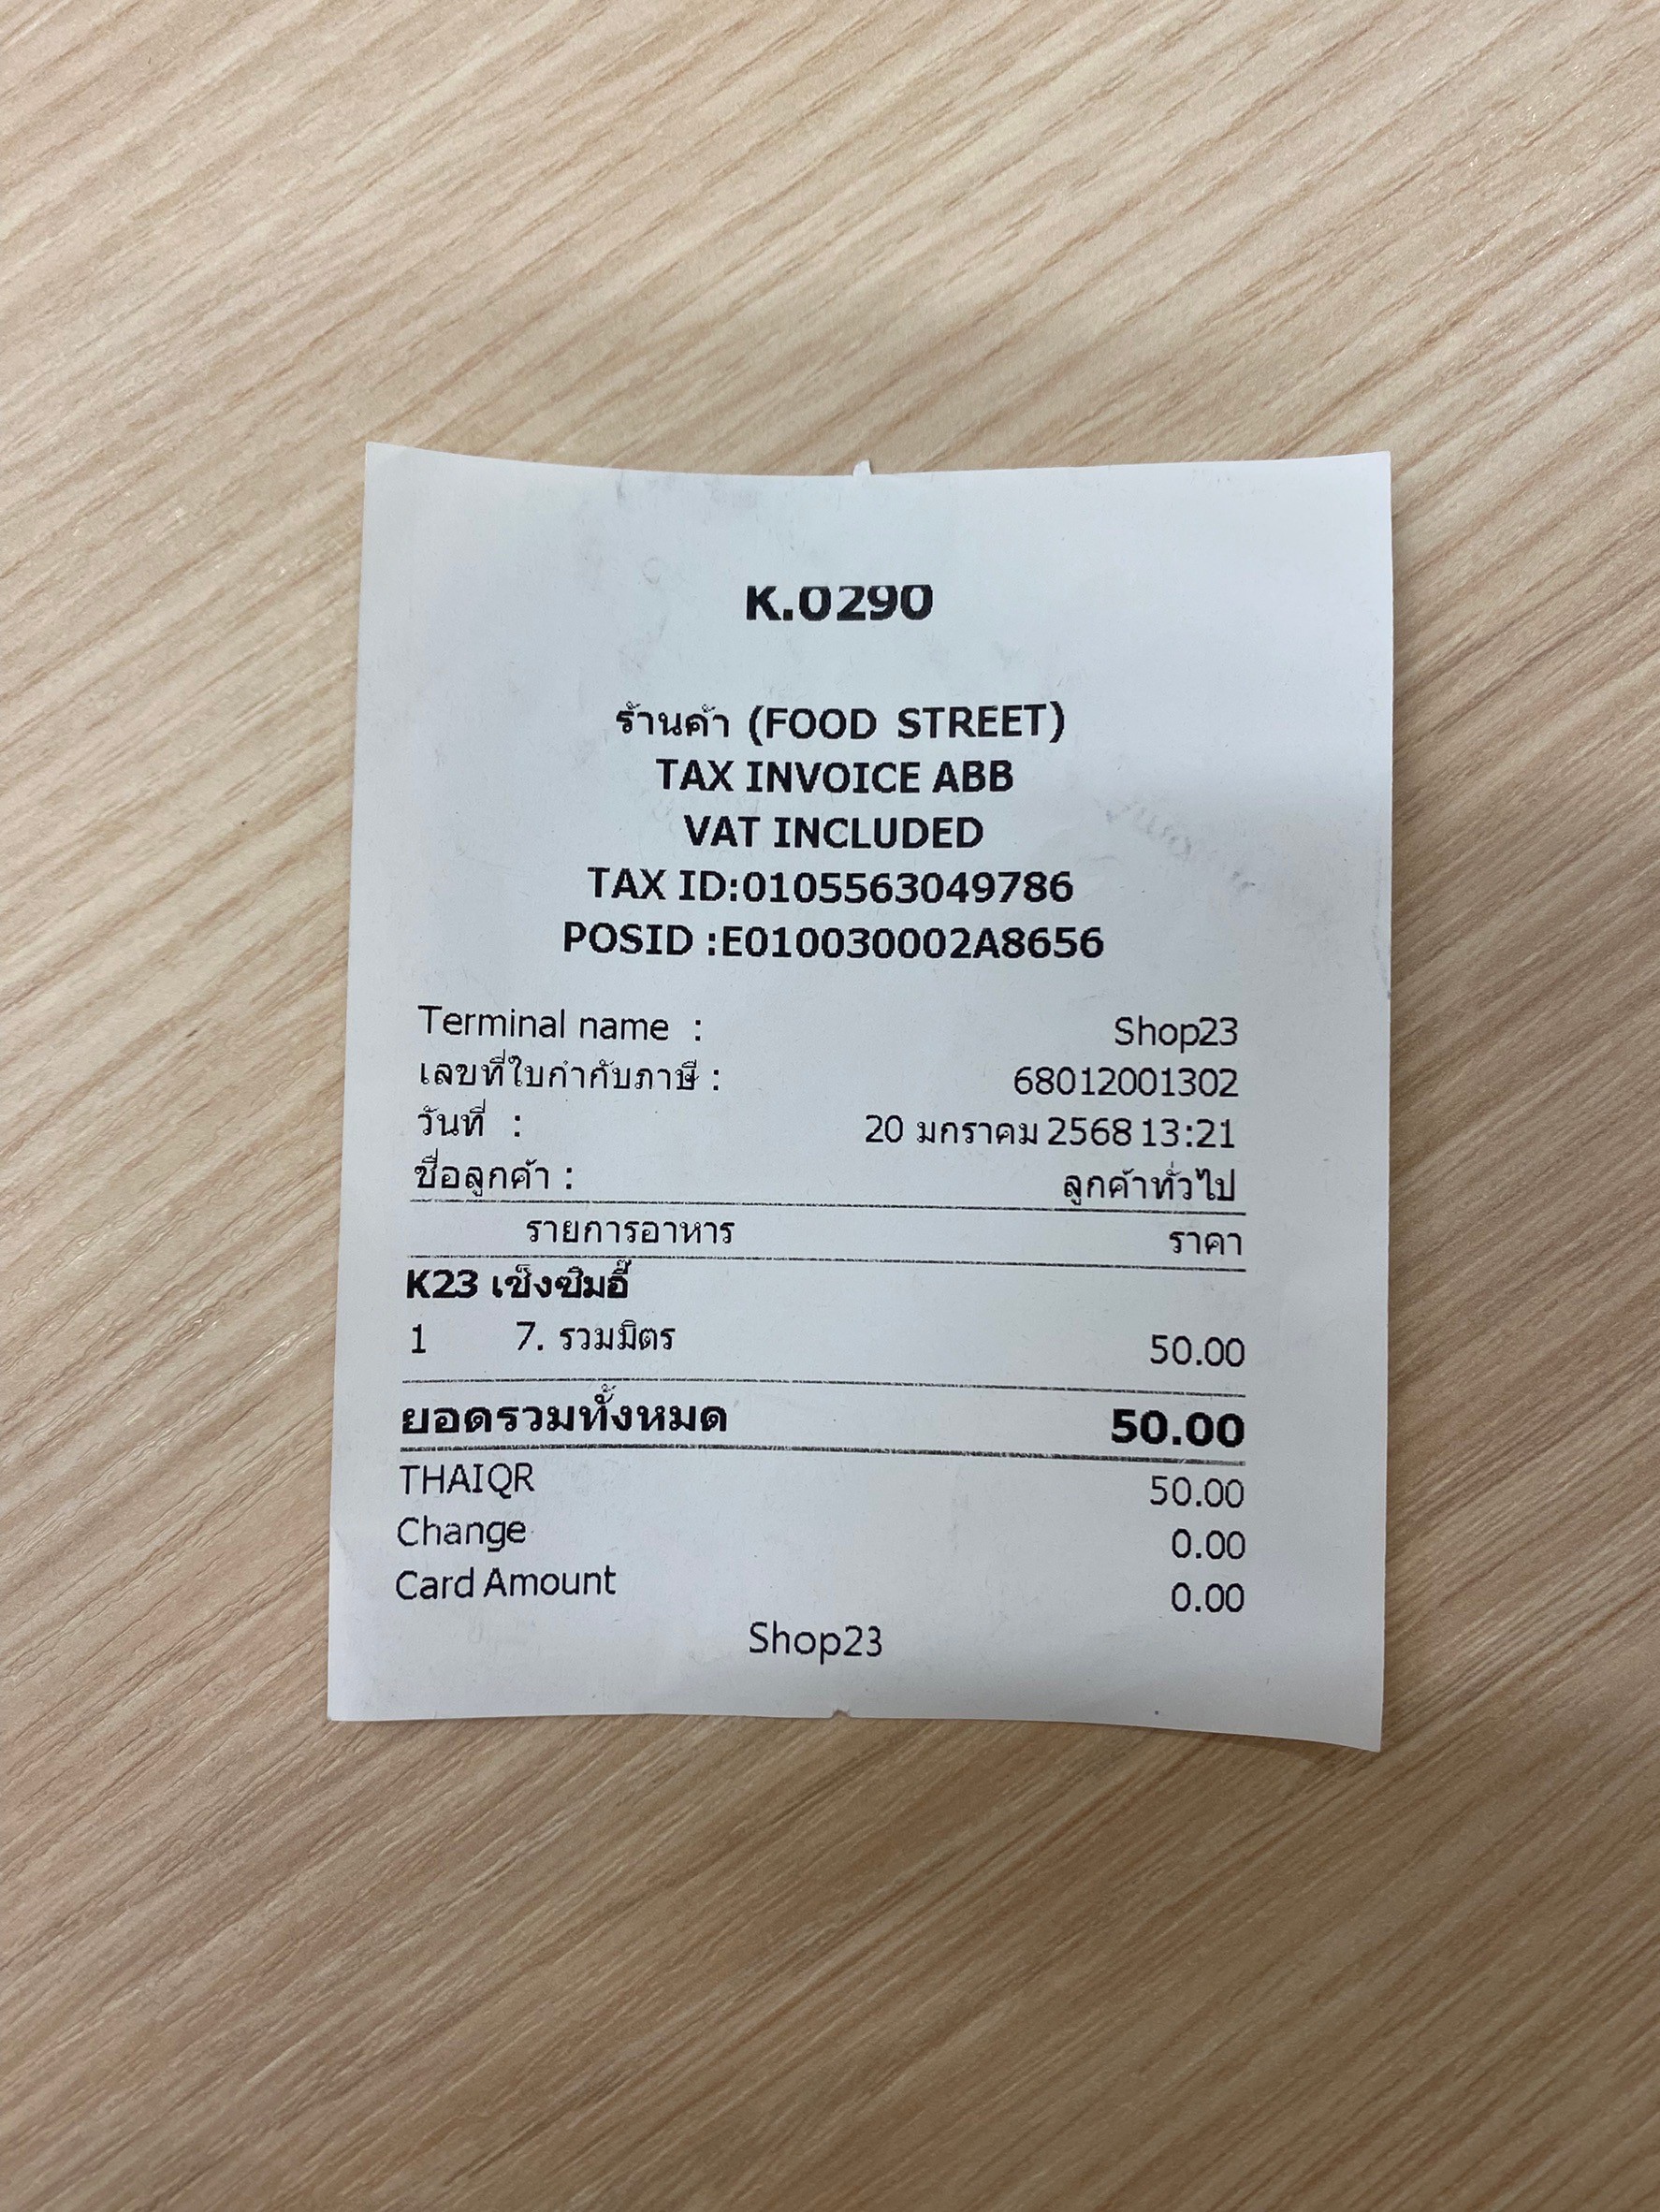 K.0290
ร้านค้า (FOOD STREET)
TAX INVOICE ABB
VAT INCLUDED
TAX ID:0105563049786
POSID :E010030002A8656
Terminal name : Shop23
เลขที่ใบกำกับภาษี : 68012001302
วันที่ : 20 มกราคม 2568 13:21
ชื่อลูกค้า : ลูกค้าทั่วไป
รายการอาหาร ราคา
K23 เช็งซิมอี๊
1 7. รวมมิตร 50.00
ยอดรวมทั้งหมด 50.00
THAIQR 50.00
Change 0.00
Card Amount 0.00
Shop23